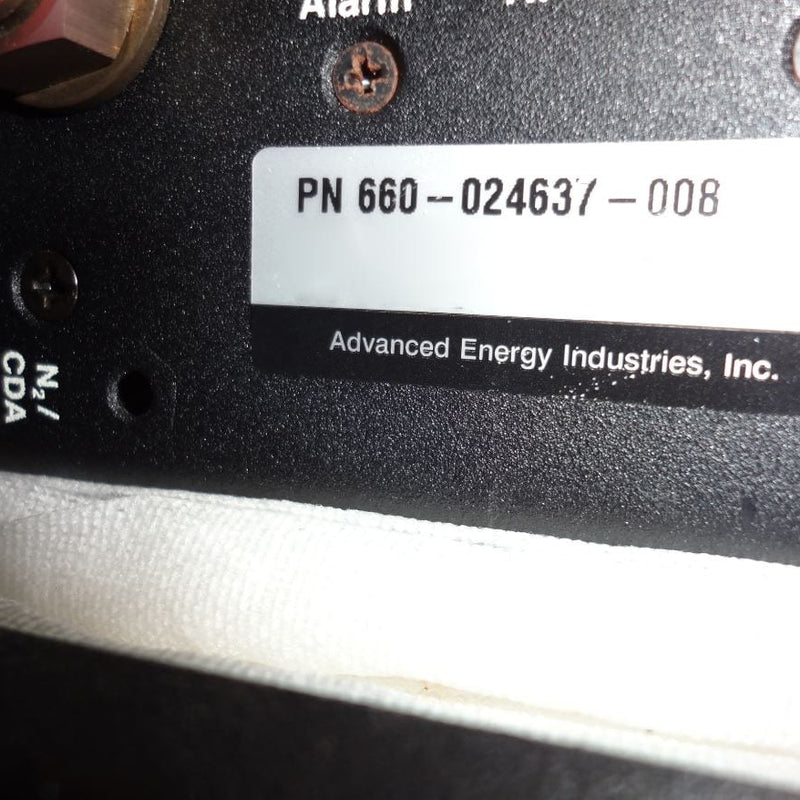 Alarm
PN 660-024637-008
Advanced Energy Industries, Inc.
N₂/
CDA